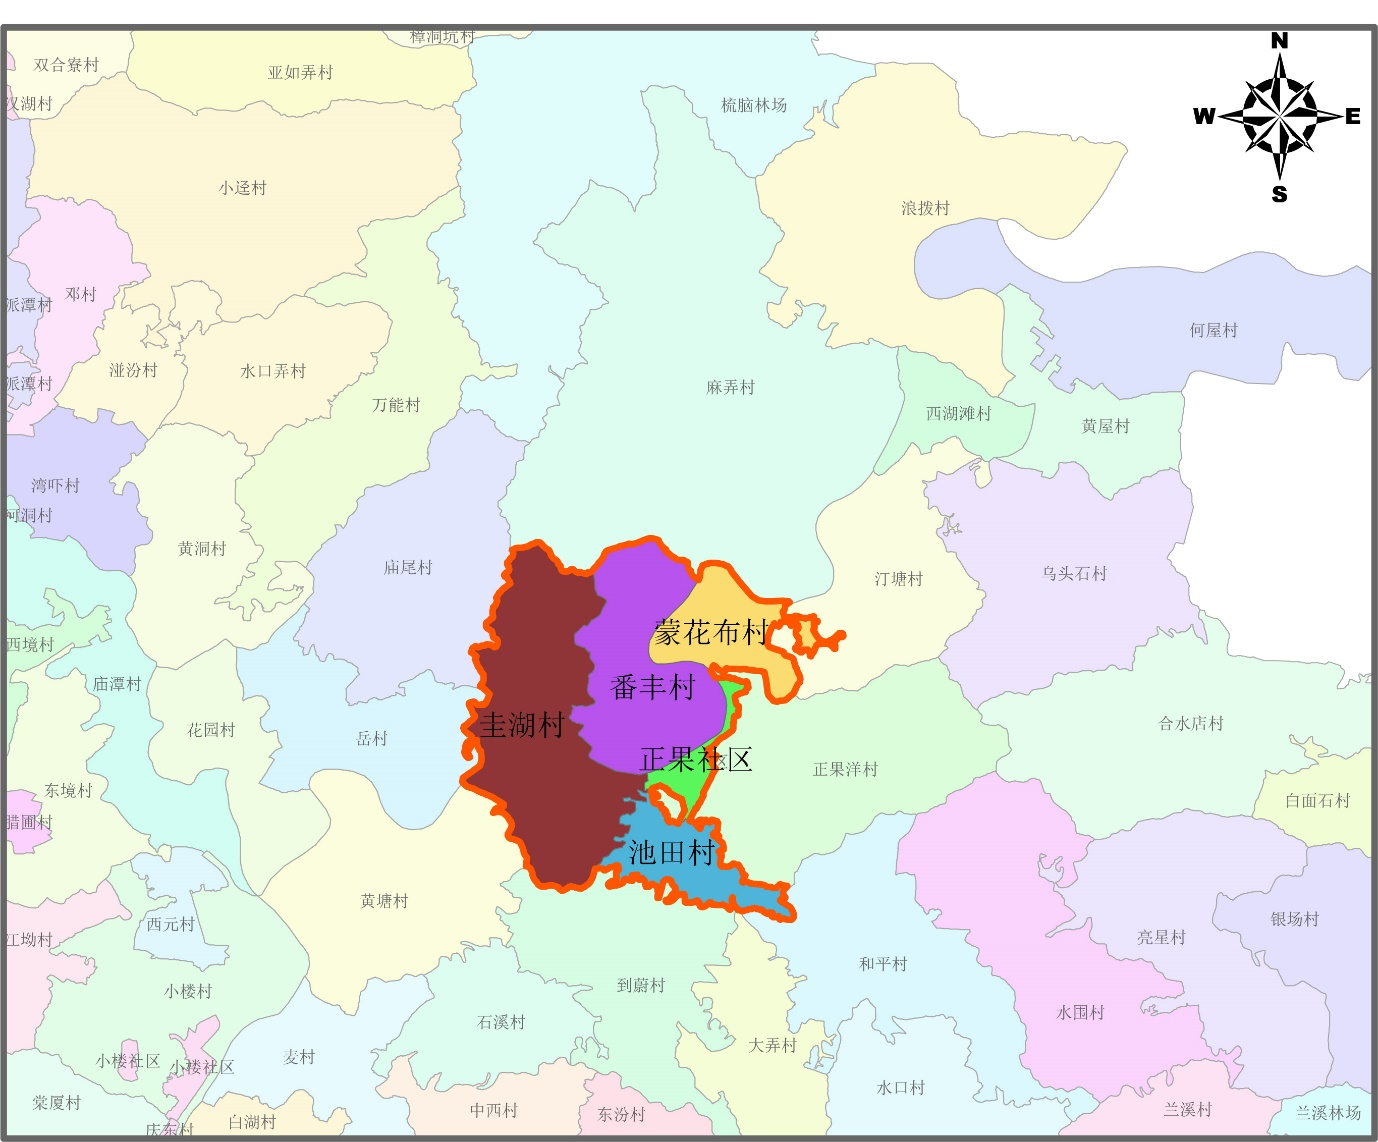 樟洞坑村
N
双合寮村
亚如弄村
汉湖村
梳脑林场
W
E
小迳村
S
浪拨村
邓村
派潭村
何屋村
湴汾村
水口弄村
派潭村
麻弄村
万能村
西湖滩村
黄屋村
湾吓村
河洞村
黄洞村
庙尾村
汀塘村
乌头石村
蒙花布村
西境村
庙潭村
番丰村
圭湖村
花园村
岳村
合水店村
正果社区
正果洋村
东境村
白面石村
腊圃村
池田村
黄塘村
西元村
银场村
江坳村
亮星村
和平村
到蔚村
小楼村
水围村
石溪村
大弄村
麦村
小楼社区
小楼社区
水口村
棠厦村
中西村
东汾村
兰溪村
兰溪林场
白湖村
庆东村